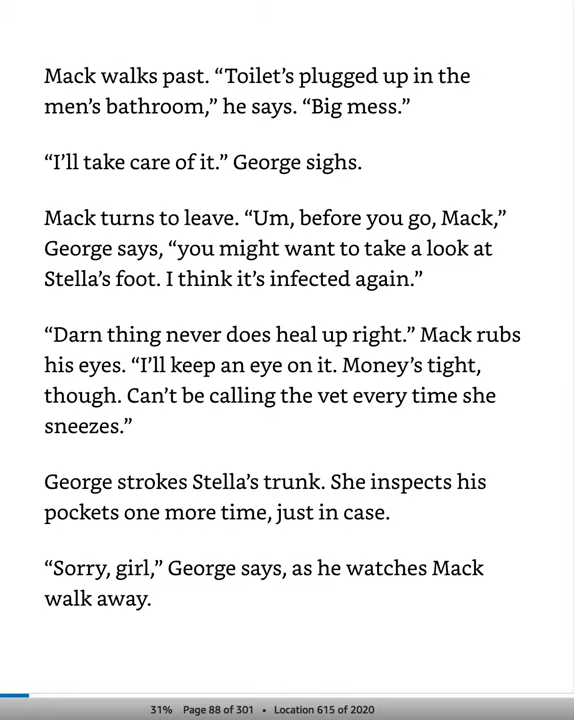 Mack walks past. “Toilet’s plugged up in the
men’s bathroom,” he says. “Big mess.”
“I’ll take care of it.” George sighs.
Mack turns to leave. “Um, before you go, Mack,”
George says, “you might want to take a look at
Stella’s foot. I think it’s infected again.”
“Darn thing never does heal up right.” Mack rubs
his eyes. “I’ll keep an eye on it. Money’s tight,
though. Can’t be calling the vet every time she
sneezes.”
George strokes Stella’s trunk. She inspects his
pockets one more time, just in case.
“Sorry, girl,” George says, as he watches Mack
walk away.
31% Page 88 of 301 • Location 615 of 2020